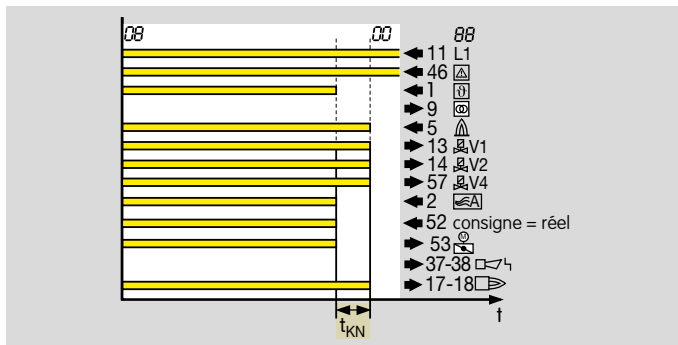 08 00 88
11 L1
46
1 ϑ
9
5
13 V1
14 V2
57 V4
2 A
52 consigne = réel
53 M
37-38
17-18
t
tKN